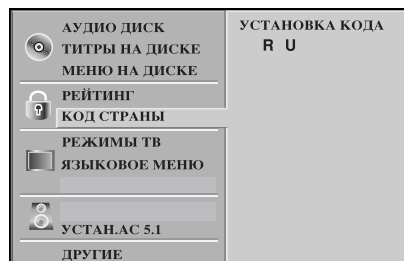 АУДИО ДИСК
ТИТРЫ НА ДИСКЕ
МЕНЮ НА ДИСКЕ
РЕЙТИНГ
КОД СТРАНЫ
РЕЖИМЫ ТВ
ЯЗЫКОВОЕ МЕНЮ
УСТАН.АС 5.1
ДРУГИЕ
УСТАНОВКА КОДА
R U